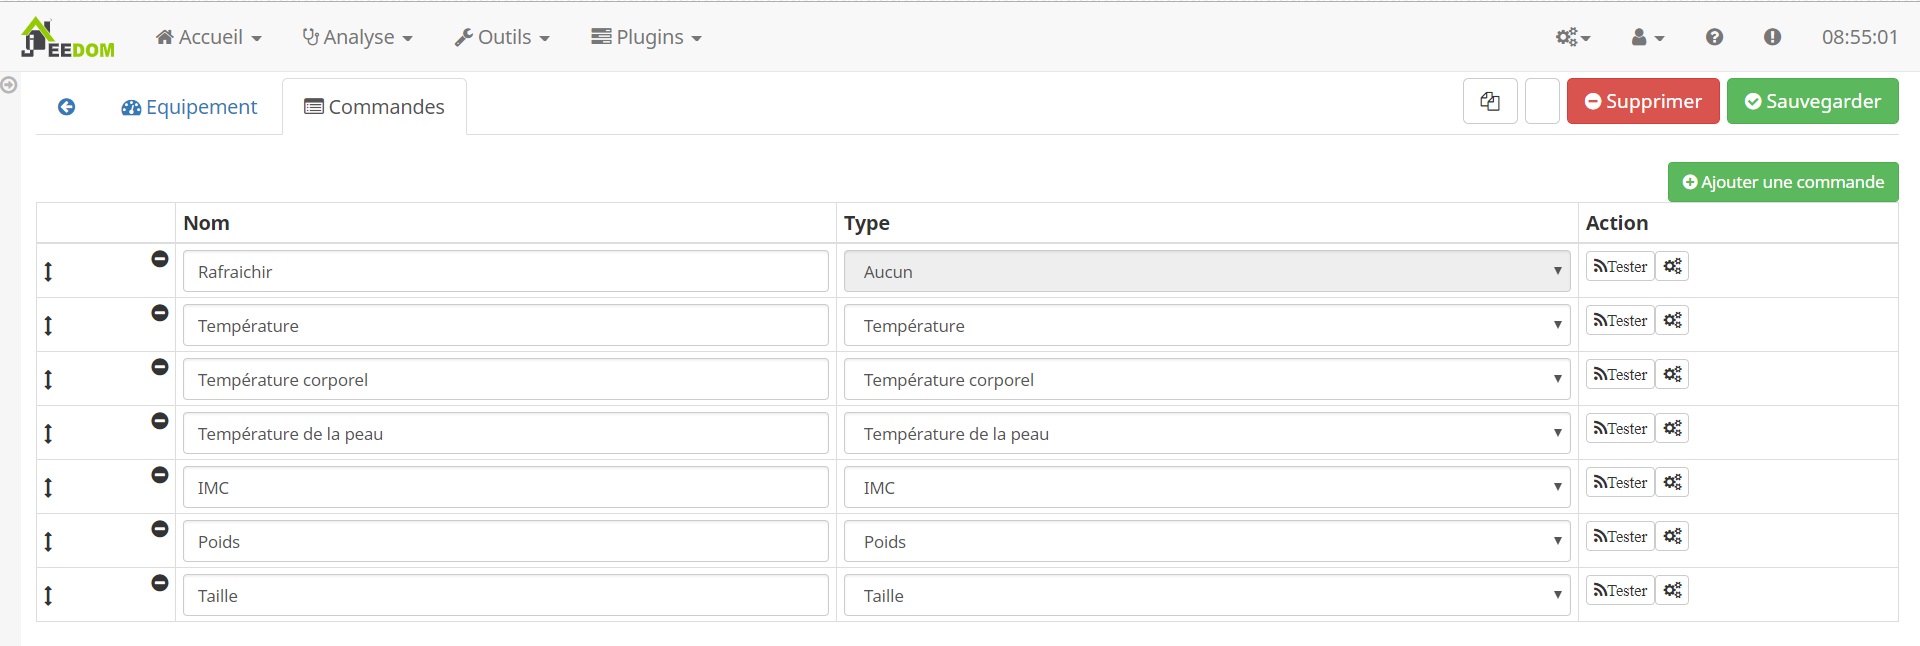 JEEDOM Accueil Analyse Outils Plugins 08:55:01
Equipement Commandes Supprimer Sauvegarder
Ajouter une commande
Nom Type Action
Rafraichir Aucun Tester
Température Température Tester
Température corporel Température corporel Tester
Température de la peau Température de la peau Tester
IMC IMC Tester
Poids Poids Tester
Taille Taille Tester